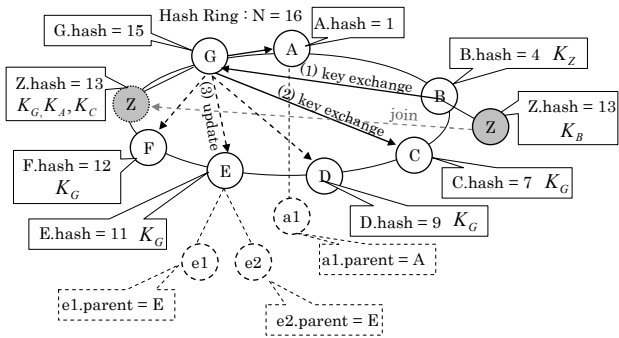 Hash Ring : N = 16
G.hash = 15
A.hash = 1
G
A
B.hash = 4 K_Z
(1) key exchange
Z.hash = 13
K_G, K_A, K_C
Z
B
(2) key exchange
join
(3) update
Z
Z.hash = 13
K_B
F
C
F.hash = 12
K_G
E
D
C.hash = 7 K_G
E.hash = 11 K_G
a1
D.hash = 9 K_G
e1
e2
a1.parent = A
e1.parent = E
e2.parent = E